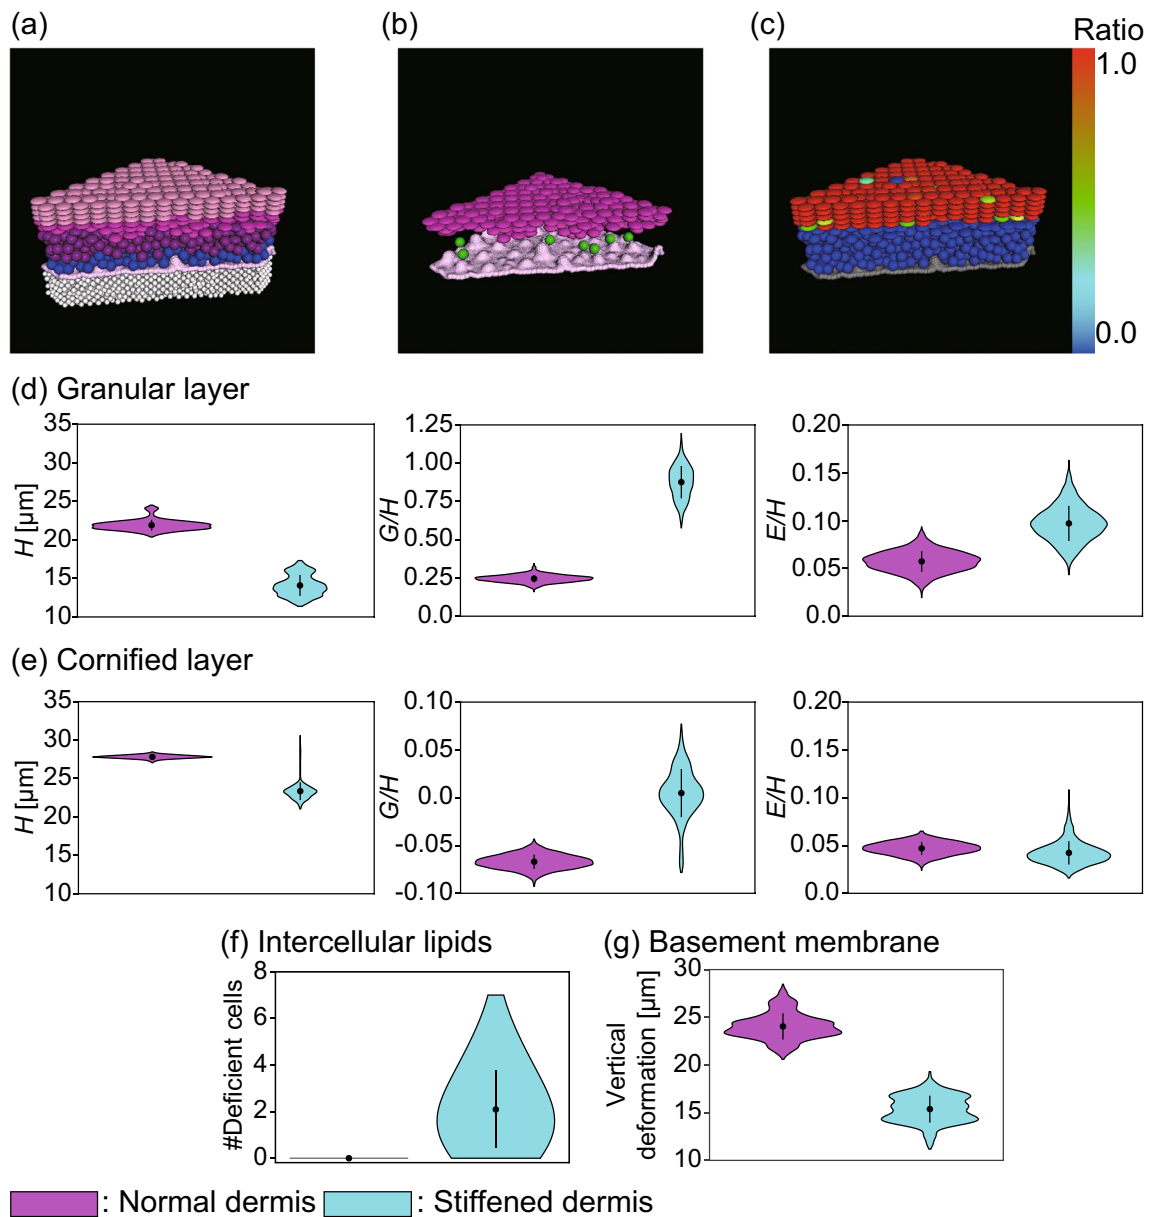 (a)
(b)
(c)
Ratio
1.0
0.0
(d) Granular layer
35
30
25
20
15
10
H [μm]
1.25
1.00
0.75
0.50
0.25
0.0
G/H
0.20
0.15
0.10
0.05
0.0
E/H
(e) Cornified layer
35
30
25
20
15
10
H [μm]
0.10
0.05
0.0
-0.05
-0.10
G/H
0.20
0.15
0.10
0.05
0.0
E/H
(f) Intercellular lipids
8
6
4
2
0
#Deficient cells
(g) Basement membrane
30
25
20
15
10
Vertical
deformation [μm]
: Normal dermis
: Stiffened dermis